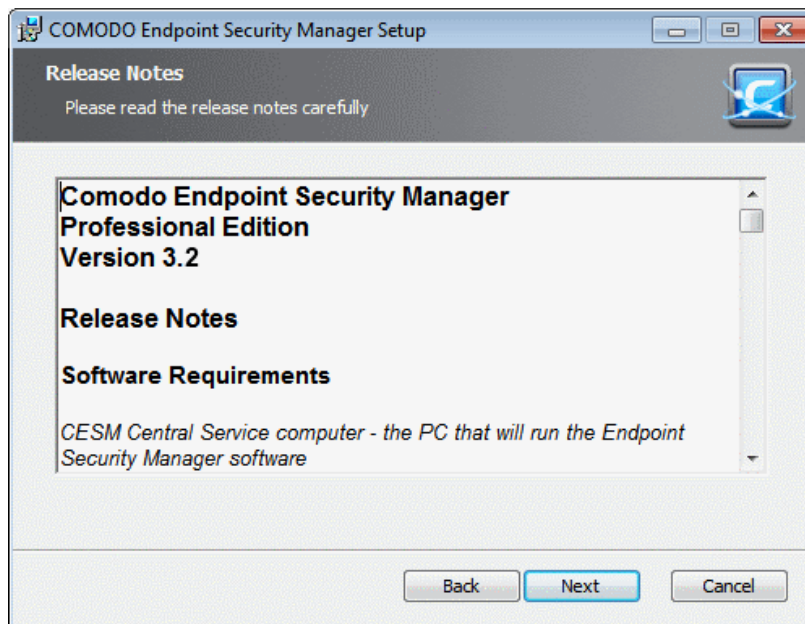 COMODO Endpoint Security Manager Setup
Release Notes
Please read the release notes carefully
Comodo Endpoint Security Manager
Professional Edition
Version 3.2
Release Notes
Software Requirements
CESM Central Service computer - the PC that will run the Endpoint
Security Manager software
Back Next Cancel